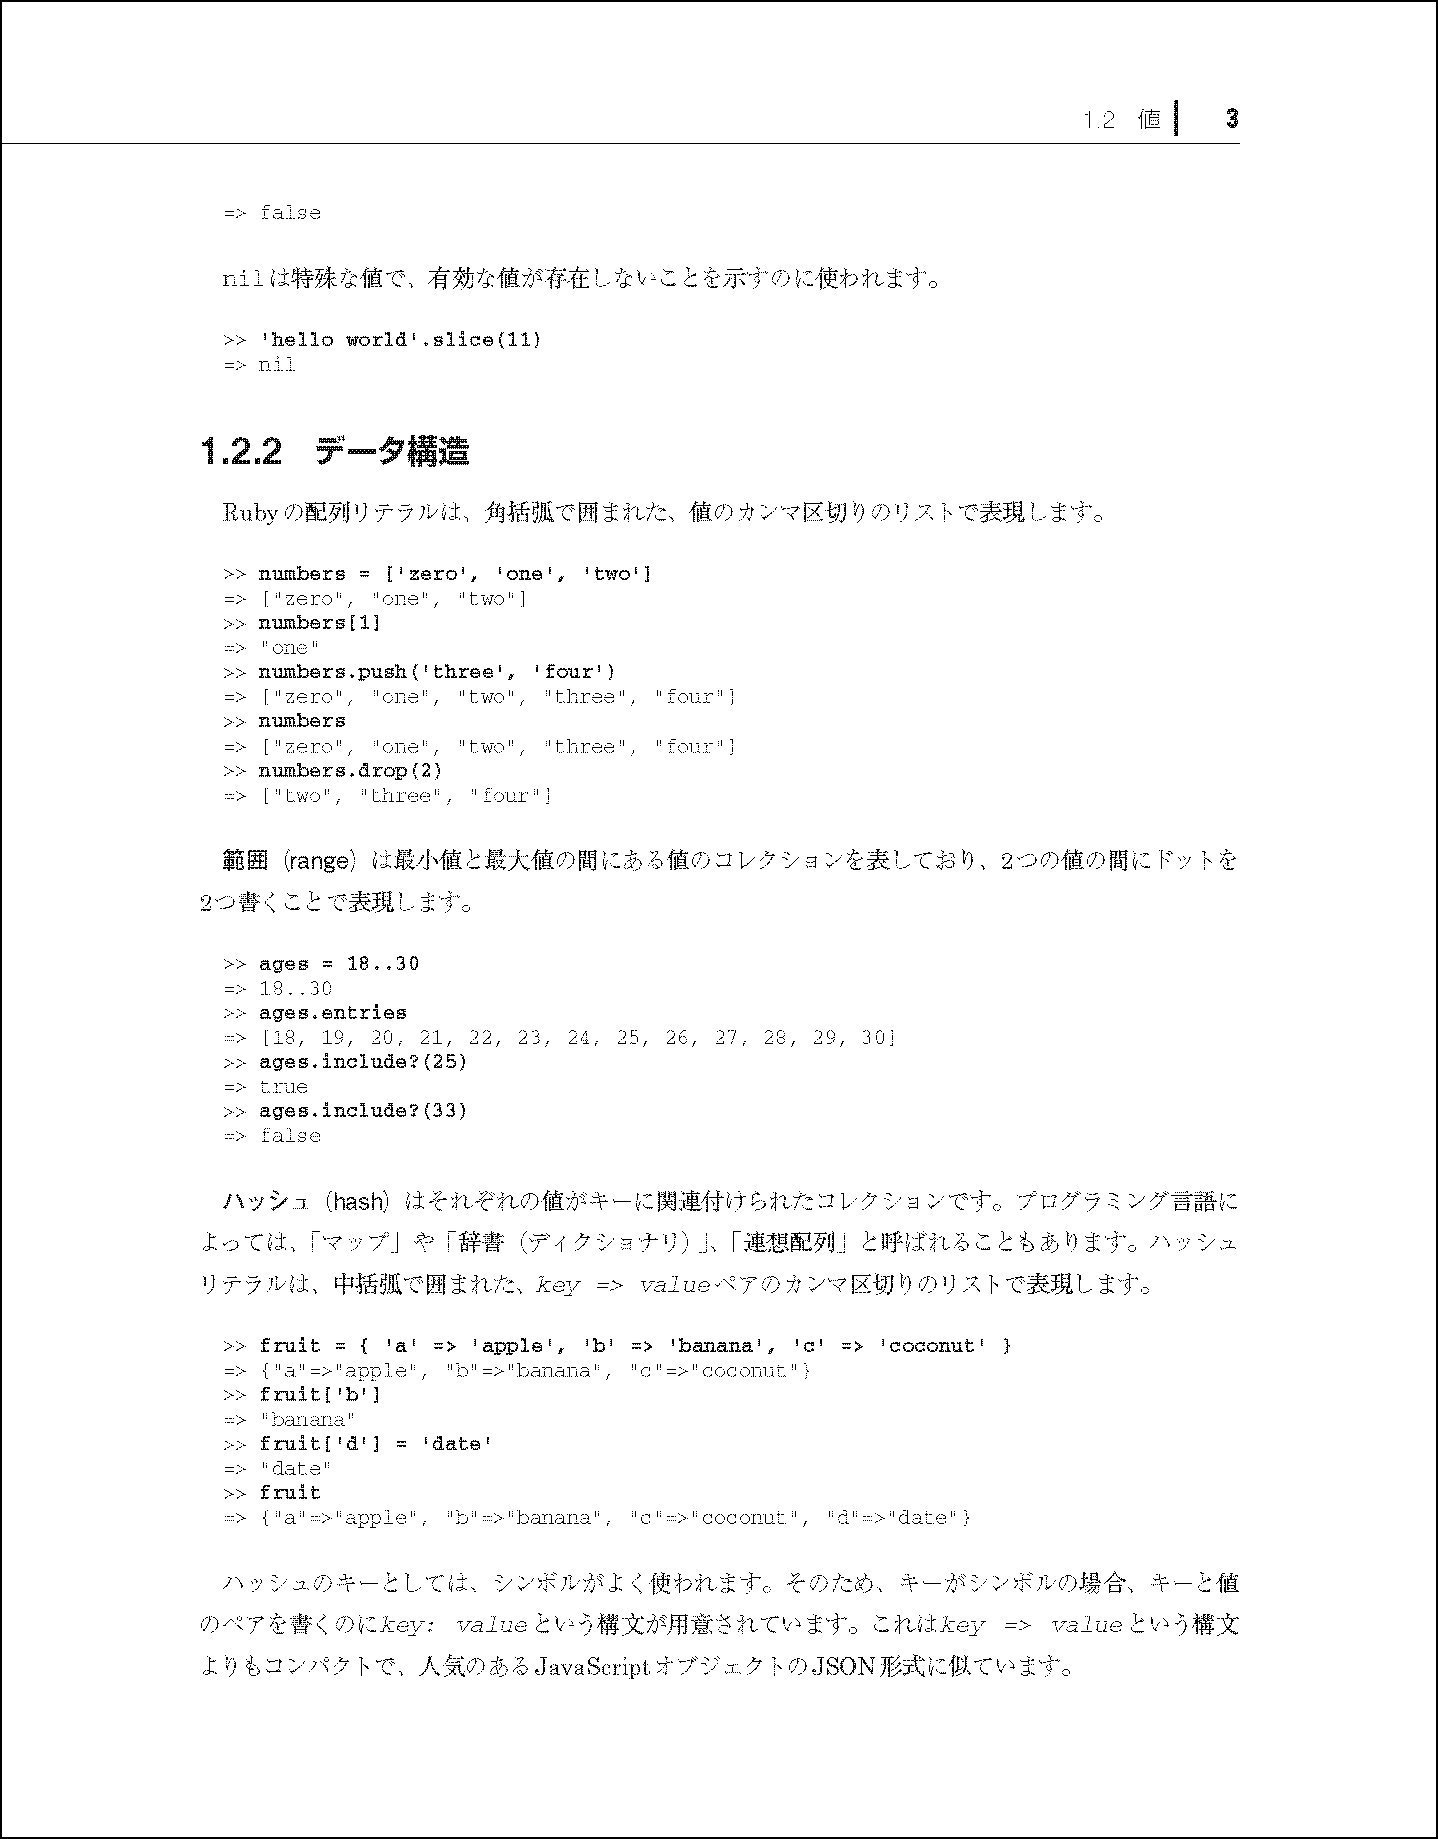 1.2 値 3
=> false
nilは特殊な値で、有効な値が存在しないことを示すのに使われます。
>> 'hello world'.slice(11)
=> nil
1.2.2 データ構造
Rubyの配列リテラルは、角括弧で囲まれた、値のカンマ区切りのリストで表現します。
>> numbers = ['zero', 'one', 'two']
=> ["zero", "one", "two"]
>> numbers[1]
=> "one"
>> numbers.push('three', 'four')
=> ["zero", "one", "two", "three", "four"]
>> numbers
=> ["zero", "one", "two", "three", "four"]
>> numbers.drop(2)
=> ["two", "three", "four"]
範囲（range）は最小値と最大値の間にある値のコレクションを表しており、2つの値の間にドットを
2つ書くことで表現します。
>> ages = 18..30
=> 18..30
>> ages.entries
=> [18, 19, 20, 21, 22, 23, 24, 25, 26, 27, 28, 29, 30]
>> ages.include?(25)
=> true
>> ages.include?(33)
=> false
ハッシュ（hash）はそれぞれの値がキーに関連付けられたコレクションです。プログラミング言語に
よっては、「マップ」や「辞書（ディクショナリ）」、「連想配列」と呼ばれることもあります。ハッシュ
リテラルは、中括弧で囲まれた、key => valueペアのカンマ区切りのリストで表現します。
>> fruit = { 'a' => 'apple', 'b' => 'banana', 'c' => 'coconut' }
=> {"a"=>"apple", "b"=>"banana", "c"=>"coconut"}
>> fruit['b']
=> "banana"
>> fruit['d'] = 'date'
=> "date"
>> fruit
=> {"a"=>"apple", "b"=>"banana", "c"=>"coconut", "d"=>"date"}
ハッシュのキーとしては、シンボルがよく使われます。そのため、キーがシンボルの場合、キーと値
のペアを書くのにkey: valueという構文が用意されています。これはkey => valueという構文
よりもコンパクトで、人気のあるJavaScriptオブジェクトのJSON形式に似ています。